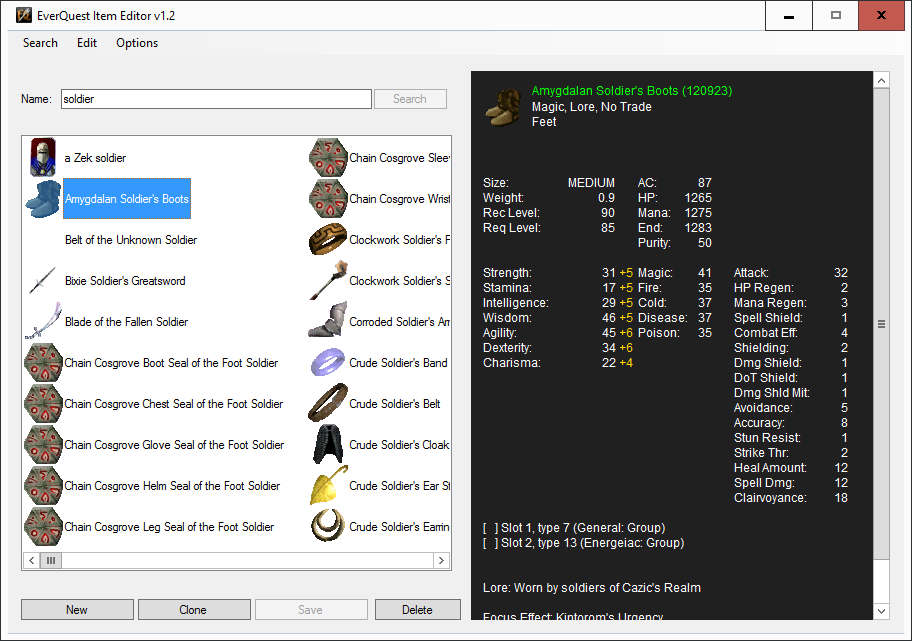 EverQuest Item Editor v1.2
Search Edit Options
Name: soldier Search
a Zek soldier
Amygdalan Soldier's Boots
Belt of the Unknown Soldier
Bixie Soldier's Greatsword
Blade of the Fallen Soldier
Chain Cosgrove Boot Seal of the Foot Soldier
Chain Cosgrove Chest Seal of the Foot Soldier
Chain Cosgrove Glove Seal of the Foot Soldier
Chain Cosgrove Helm Seal of the Foot Soldier
Chain Cosgrove Leg Seal of the Foot Soldier
Chain Cosgrove Slee
Chain Cosgrove Wris
Clockwork Soldier's
Clockwork Soldier's S
Corroded Soldier's Ar
Crude Soldier's Band
Crude Soldier's Belt
Crude Soldier's Cloak
Crude Soldier's Ear S
Crude Soldier's Earrin
New Clone Save Delete
Amygdalan Soldier's Boots (120923)
Magic, Lore, No Trade
Feet
Size: MEDIUM AC: 87
Weight: 0.9 HP: 1265
Rec Level: 90 Mana: 1275
Req Level: 85 End: 1283
Purity: 50
Strength: 31 +5 Magic: 41 Attack: 32
Stamina: 17 +5 Fire: 35 HP Regen: 2
Intelligence: 29 +5 Cold: 37 Mana Regen: 3
Wisdom: 46 +5 Disease: 37 Spell Shield: 1
Agility: 45 +6 Poison: 35 Combat Eff: 4
Dexterity: 34 +6 Shielding: 2
Charisma: 22 +4 Dmg Shield: 1
DoT Shield: 1
Dmg Shld Mit: 1
Avoidance: 5
Accuracy: 8
Stun Resist: 1
Strike Thr: 2
Heal Amount: 12
Spell Dmg: 12
Clairvoyance: 18
[ ] Slot 1, type 7 (General: Group)
[ ] Slot 2, type 13 (Energeiac: Group)
Lore: Worn by soldiers of Cazic's Realm
Focus Effect: Kintorom's Urgency